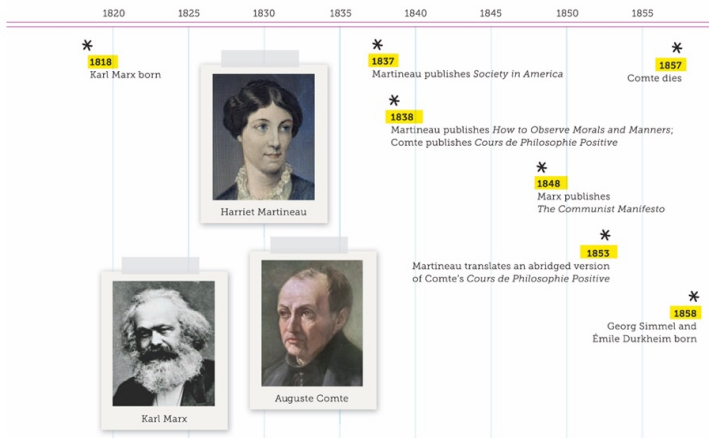 1820 1825 1830 1835 1840 1845 1850 1855
1818
Karl Marx born
1837
Martineau publishes Society in America
1857
Comte dies
1838
Martineau publishes How to Observe Morals and Manners;
Comte publishes Cours de Philosophie Positive
1848
Marx publishes
The Communist Manifesto
Harriet Martineau
1853
Martineau translates an abridged version
of Comte's Cours de Philosophie Positive
1858
Georg Simmel and
Émile Durkheim born
Auguste Comte
Karl Marx